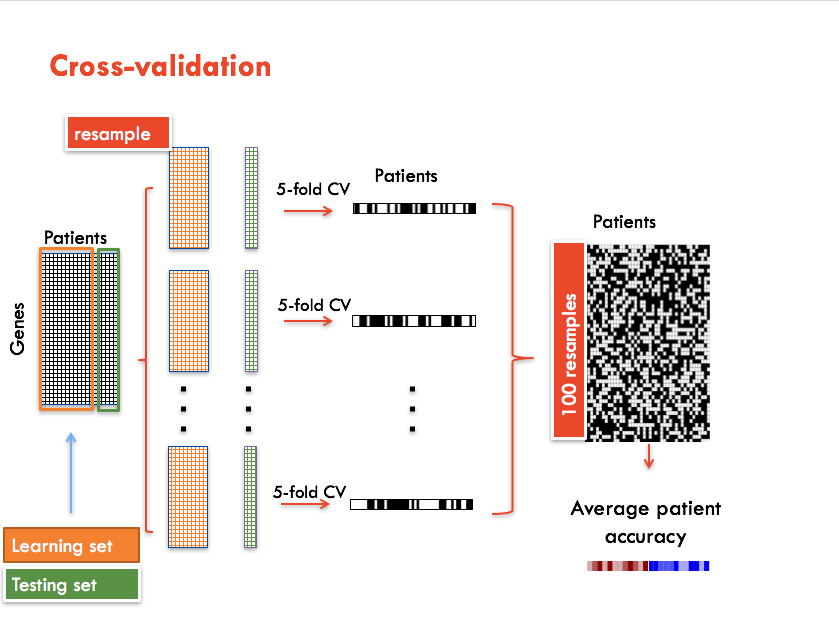 Cross-validation
resample
Patients
Genes
Learning set
Testing set
5-fold CV
Patients
5-fold CV
5-fold CV
Patients
100 resamples
Average patient
accuracy